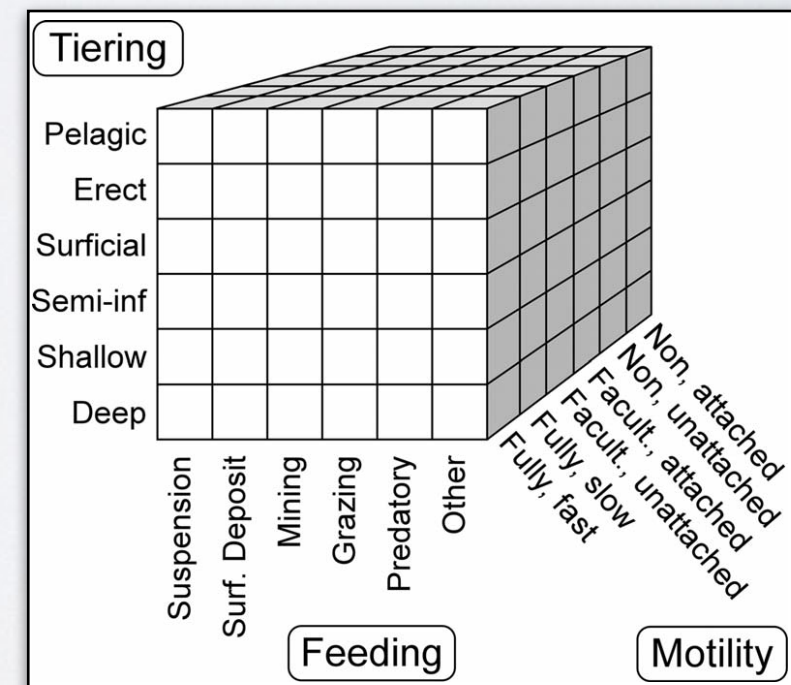 Tiering
Pelagic
Erect
Surficial
Semi-inf
Shallow
Deep
Suspension
Surf. Deposit
Mining
Grazing
Predatory
Other
Fully, fast
Fully, slow
Facult., unattached
Facult., attached
Non, unattached
Non, attached
Feeding
Motility